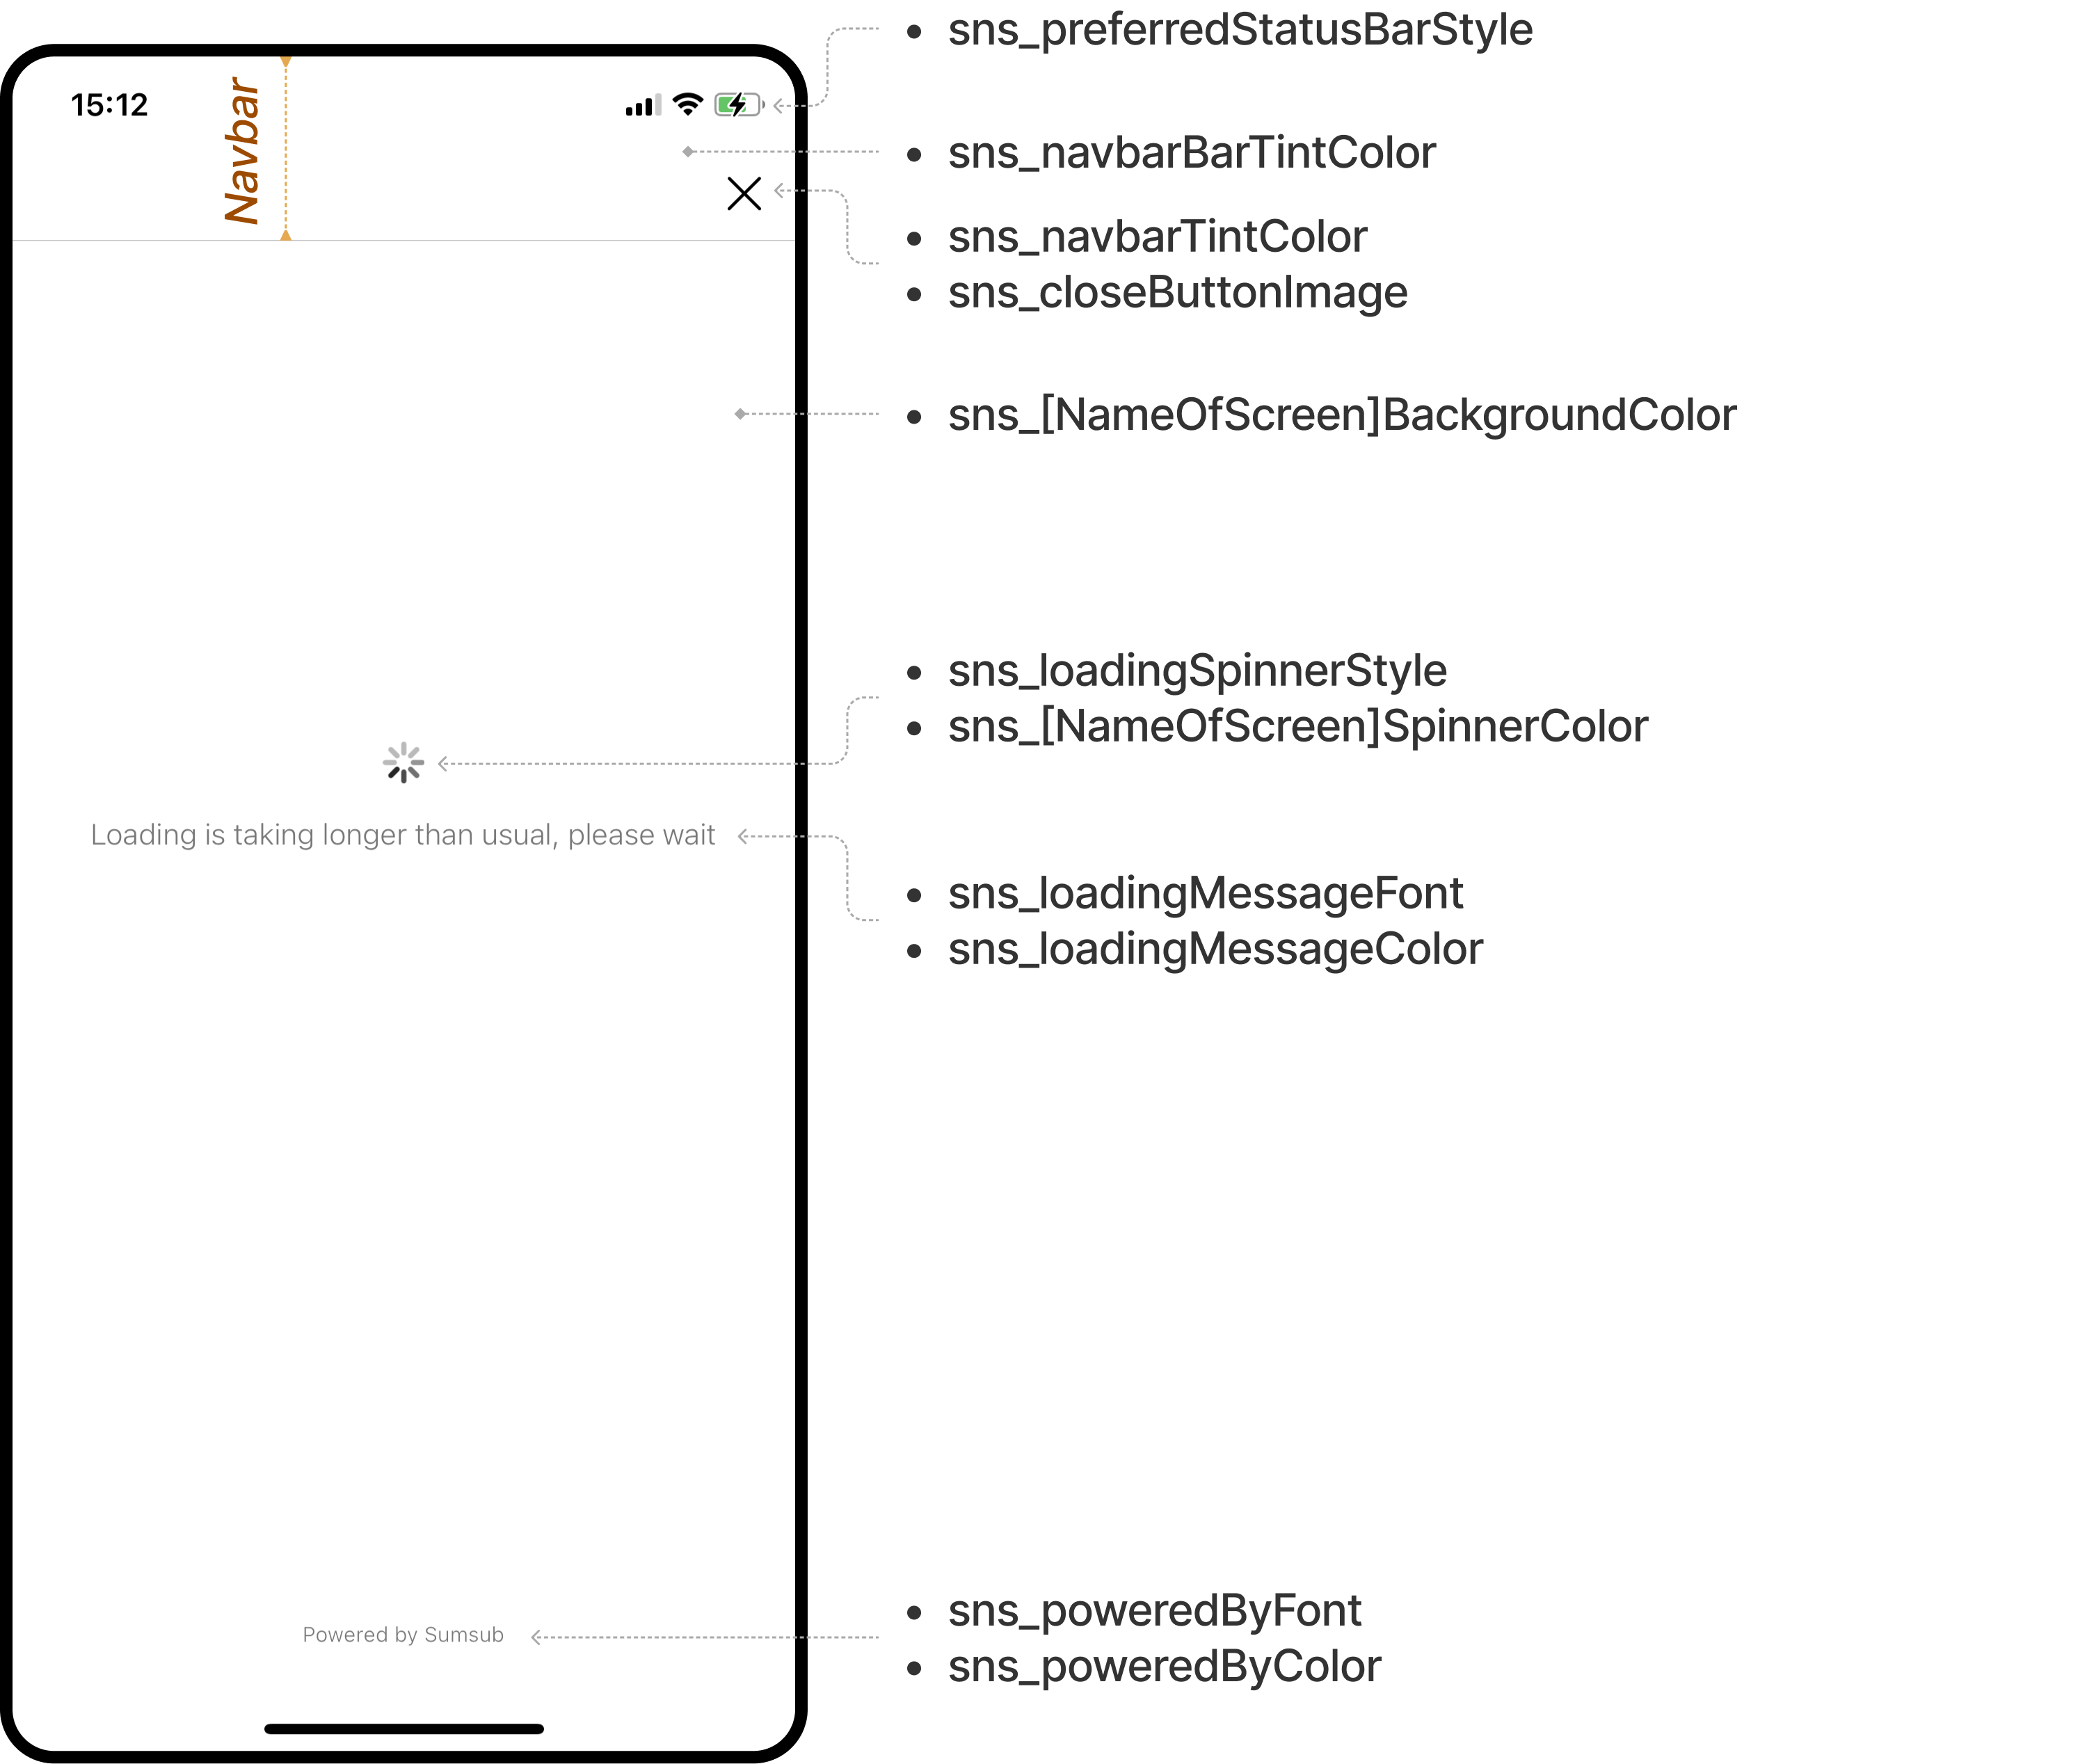 sns_preferredStatusBarStyle
15:12
Navbar
sns_navbarBarTintColor
sns_navbarTintColor
sns_closeButtonImage
sns_[NameOfScreen]BackgroundColor
sns_loadingSpinnerStyle
sns_[NameOfScreen]SpinnerColor
Loading is taking longer than usual, please wait
sns_loadingMessageFont
sns_loadingMessageColor
sns_poweredByFont
Powered by Sumsub
sns_poweredByColor